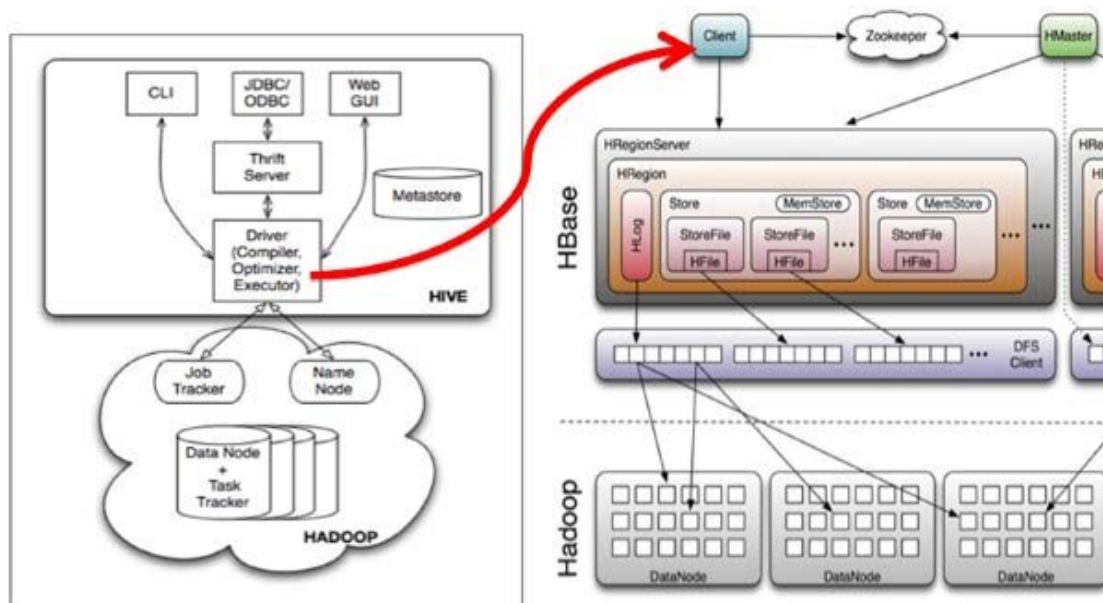 CLI
JDBC/
ODBC
Web
GUI
Thrift
Server
Metastore
Driver
(Compiler,
Optimizer,
Executor)
HIVE
Job
Tracker
Name
Node
Data Node
+
Task
Tracker
HADOOP
Client
Zookeeper
HMaster
HBase
HRegionServer
HRegion
HLog
Store
MemStore
StoreFile
HFile
StoreFile
HFile
...
Store
MemStore
StoreFile
HFile
...
...
HRe
H
DFS
Client
...
Hadoop
DataNode
DataNode
DataNode